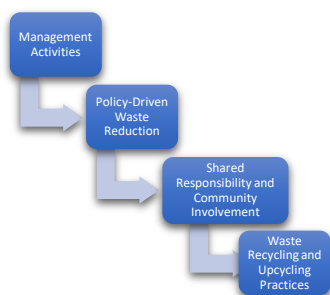 Management
Activities
Policy-Driven
Waste
Reduction
Shared
Responsibility and
Community
Involvement
Waste
Recycling and
Upcycling
Practices